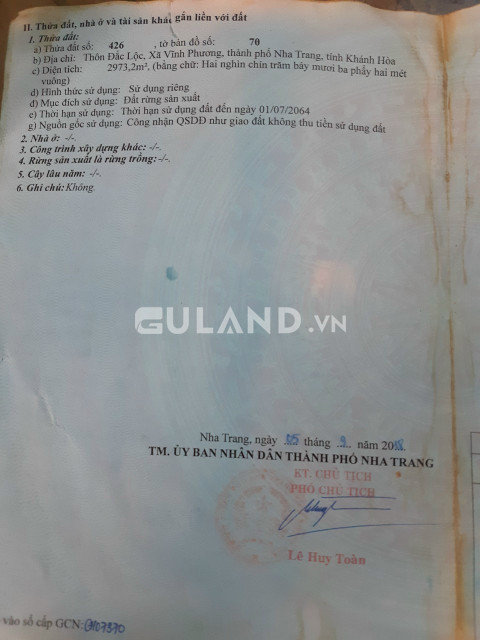 II. Thửa đất, nhà ở và tài sản khác gắn liền với đất
1. Thửa đất:
a) Thửa đất số: 426 , tờ bản đồ số: 70
b) Địa chỉ: Thôn Đắc Lộc, Xã Vĩnh Phương, thành phố Nha Trang, tỉnh Khánh Hòa
c) Diện tích: 2973,2m², (bằng chữ: Hai nghìn chín trăm bảy mươi ba phẩy hai mét
vuông)
d) Hình thức sử dụng: Sử dụng riêng
đ) Mục đích sử dụng: Đất rừng sản xuất
e) Thời hạn sử dụng: Thời hạn sử dụng đất đến ngày 01/07/2064
g) Nguồn gốc sử dụng: Công nhận QSDĐ như giao đất không thu tiền sử dụng đất
2. Nhà ở: -/-.
3. Công trình xây dựng khác: -/-.
4. Rừng sản xuất là rừng trồng: -/-.
5. Cây lâu năm: -/-.
6. Ghi chú: Không.
GULAND.VN
Nha Trang, ngày 05 tháng 9 năm 20
TM. ỦY BAN NHÂN DÂN THÀNH PHỐ NHA TRANG
KT. CHỦ TỊCH
PHÓ CHỦ TỊCH
Lê Huy Toàn
vào sổ cấp GCN: